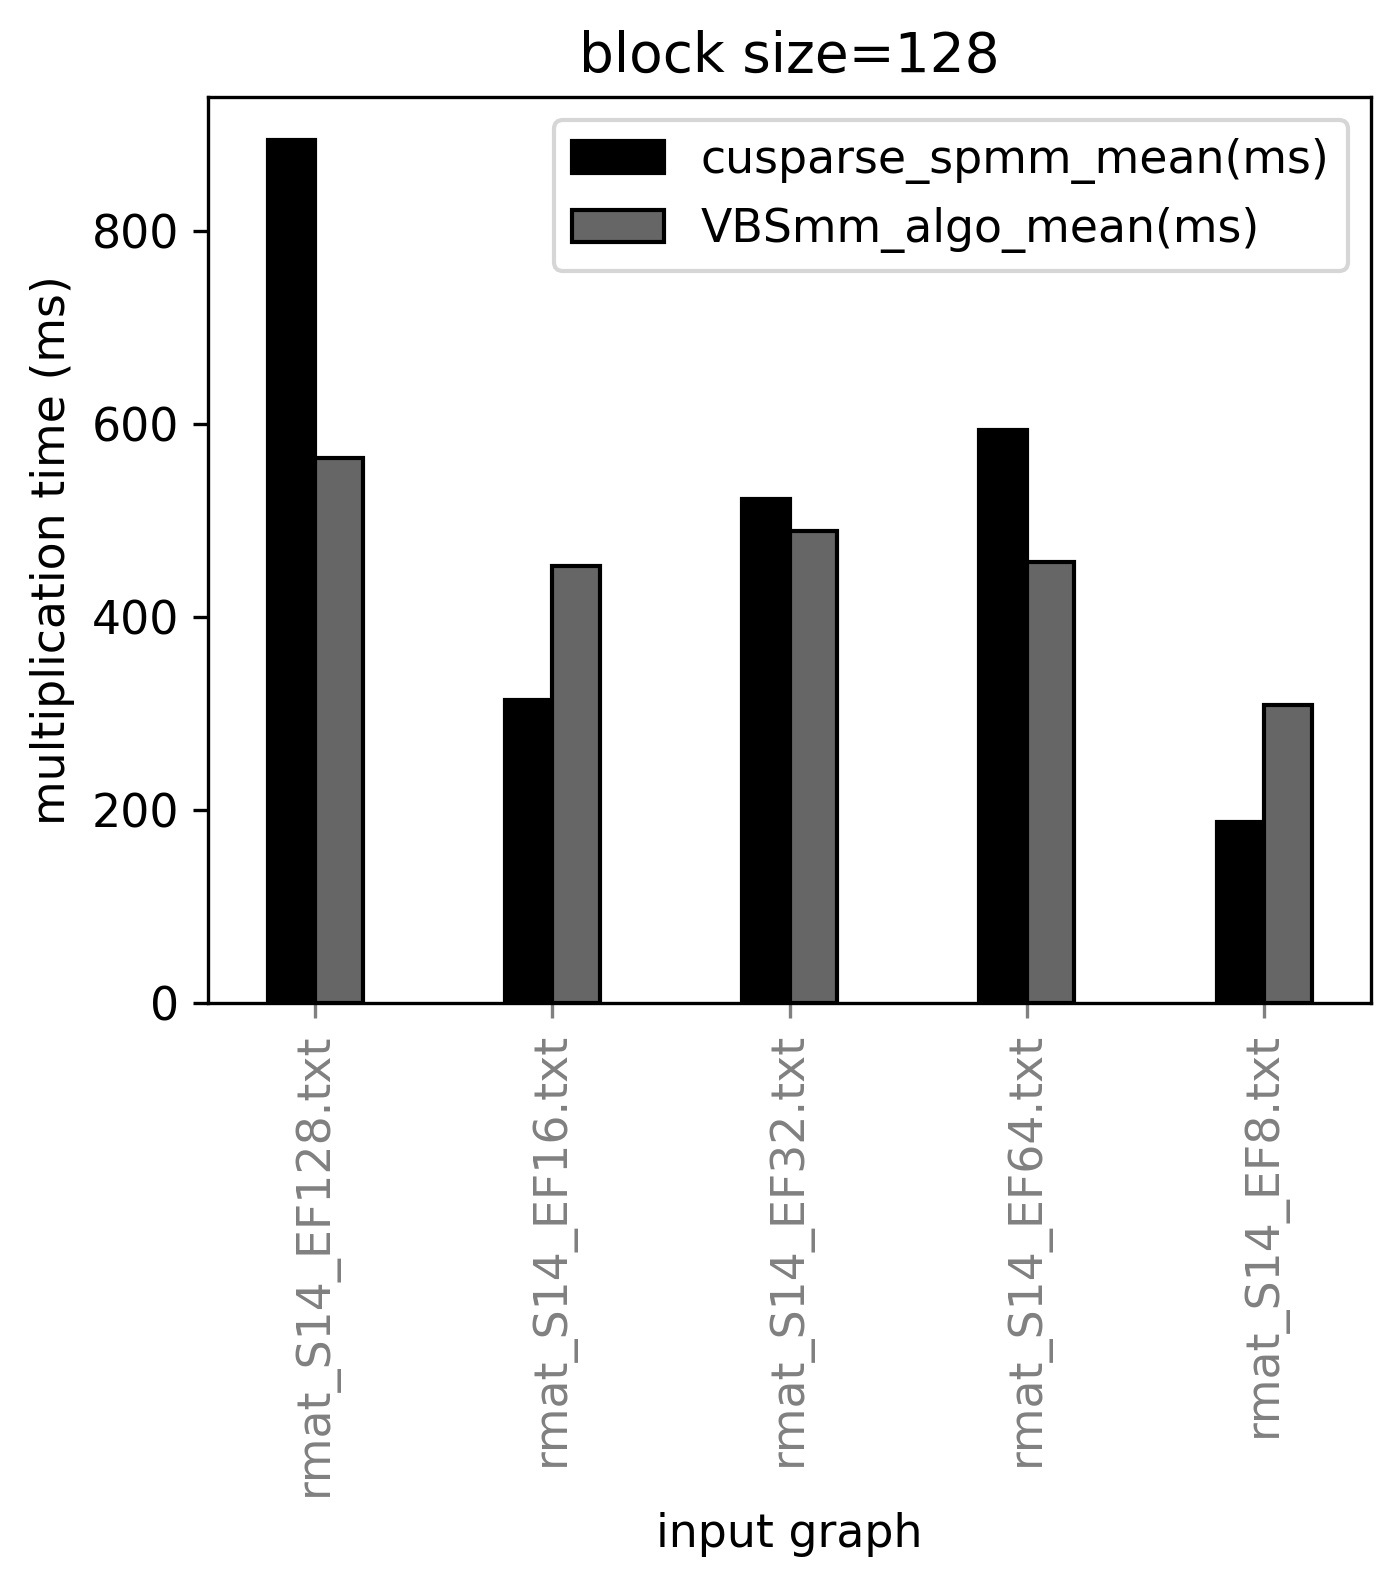 block size=128
cusparse_spmm_mean(ms)
VBSmm_algo_mean(ms)
multiplication time (ms)
800
600
400
200
0
rmat_S14_EF128.txt
rmat_S14_EF16.txt
rmat_S14_EF32.txt
rmat_S14_EF64.txt
rmat_S14_EF8.txt
input graph